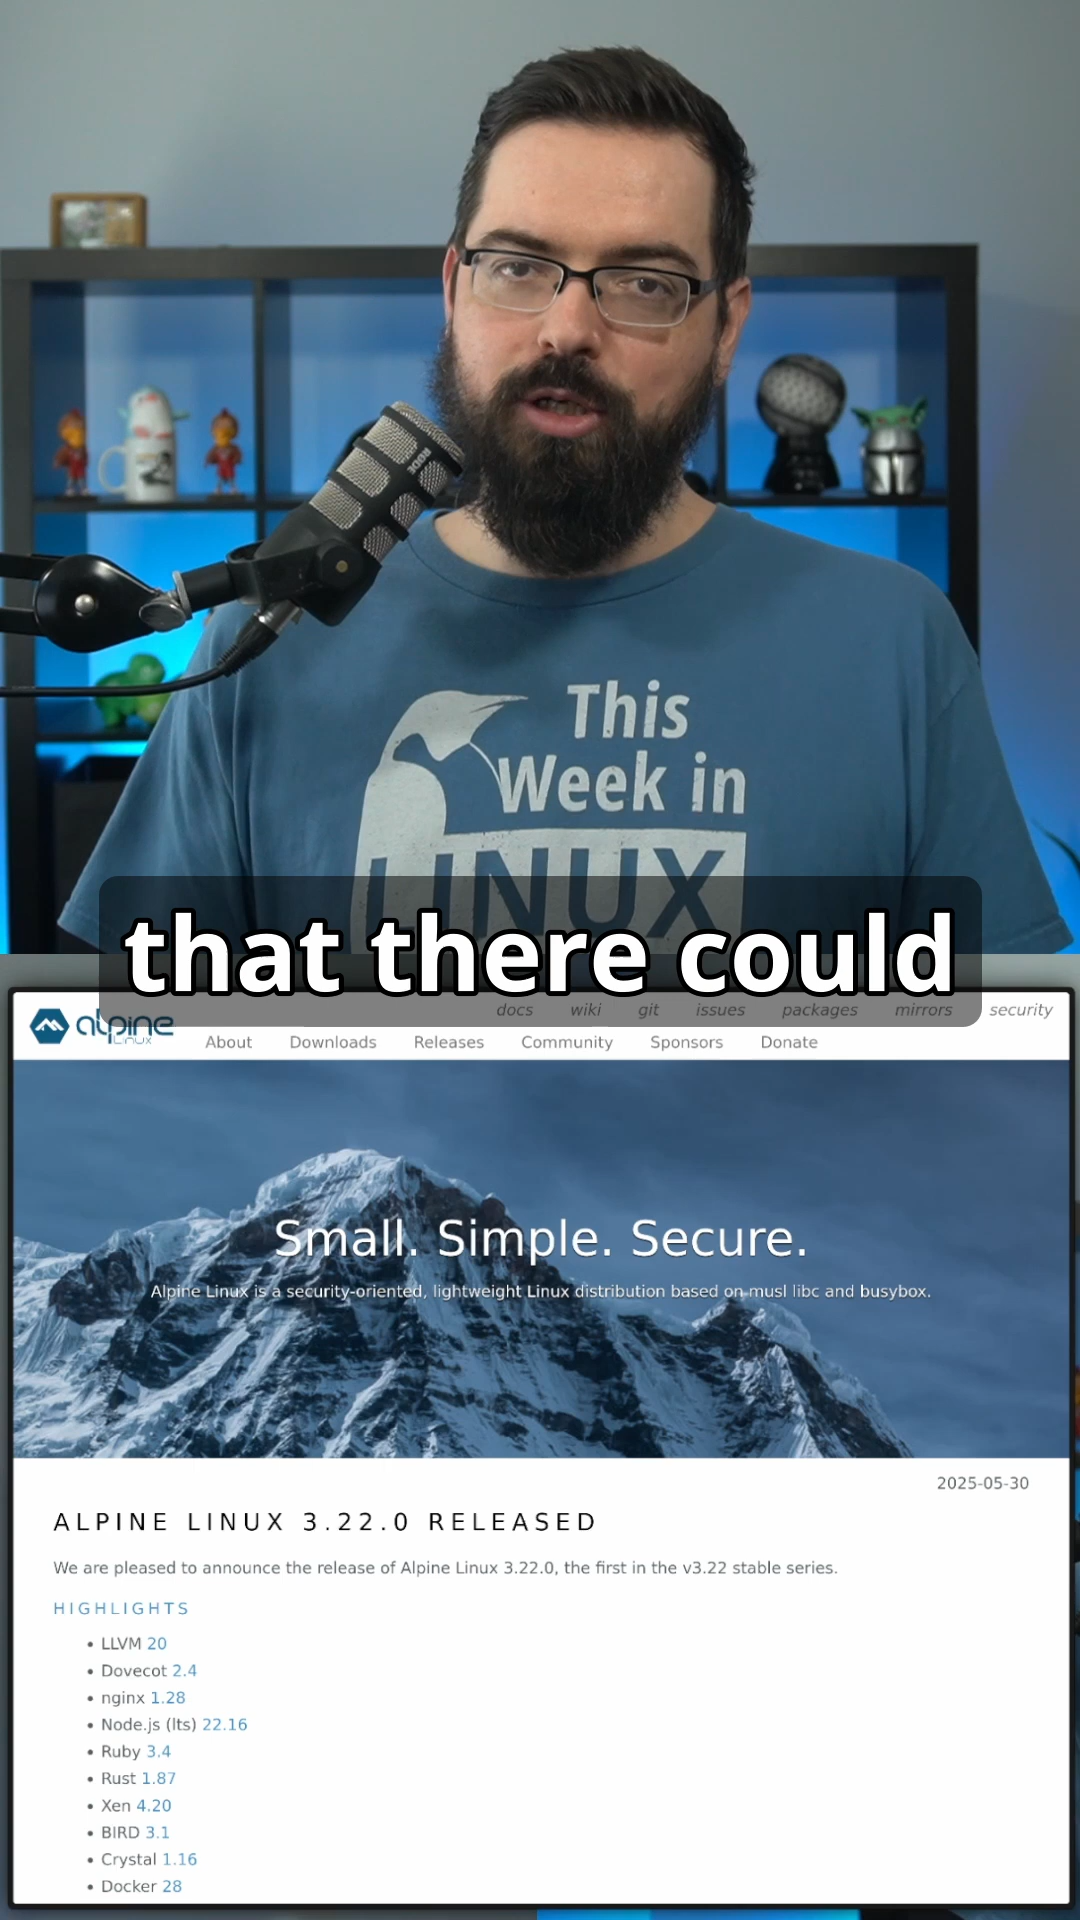 RODE
This
Week in
LINUX
that there could
docs wiki git issues packages mirrors security
alpine
Linux
About Downloads Releases Community Sponsors Donate
Small. Simple. Secure.
Alpine Linux is a security-oriented, lightweight Linux distribution based on musl libc and busybox.
2025-05-30
ALPINE LINUX 3.22.0 RELEASED
We are pleased to announce the release of Alpine Linux 3.22.0, the first in the v3.22 stable series.
HIGHLIGHTS
• LLVM 20
• Dovecot 2.4
• nginx 1.28
• Node.js (lts) 22.16
• Ruby 3.4
• Rust 1.87
• Xen 4.20
• BIRD 3.1
• Crystal 1.16
• Docker 28